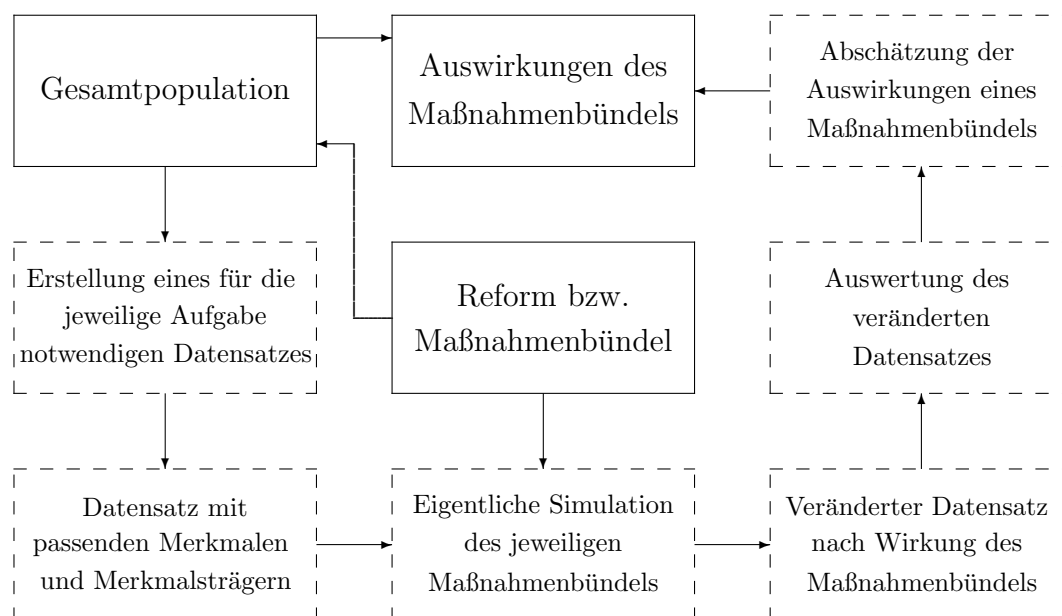 Gesamtpopulation
Auswirkungen des
Maßnahmenbündels
Abschätzung der
Auswirkungen eines
Maßnahmenbündels
Erstellung eines für die
jeweilige Aufgabe
notwendigen Datensatzes
Reform bzw.
Maßnahmenbündel
Auswertung des
veränderten
Datensatzes
Datensatz mit
passenden Merkmalen
und Merkmalsträgern
Eigentliche Simulation
des jeweiligen
Maßnahmenbündels
Veränderter Datensatz
nach Wirkung des
Maßnahmenbündels